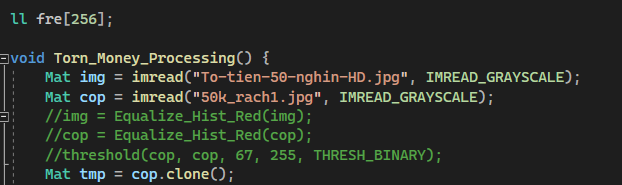 ll fre[256];
void Torn_Money_Processing() {
Mat img = imread("To-tien-50-nghin-HD.jpg", IMREAD_GRAYSCALE);
Mat cop = imread("50k_rach1.jpg", IMREAD_GRAYSCALE);
//img = Equalize_Hist_Red(img);
//cop = Equalize_Hist_Red(cop);
//threshold(cop, cop, 67, 255, THRESH_BINARY);
Mat tmp = cop.clone();